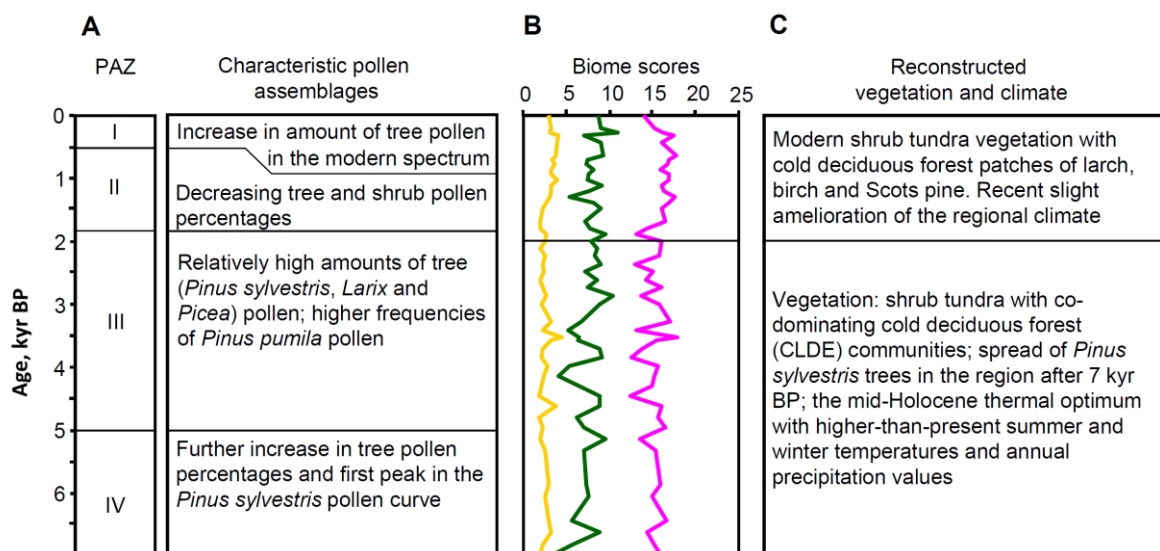 A
B
C
PAZ
Characteristic pollen
assemblages
Biome scores
Reconstructed
vegetation and climate
0 5 10 15 20 25
Age, kyr BP
0
1
2
3
4
5
6
I
II
III
IV
Increase in amount of tree pollen
in the modern spectrum
Decreasing tree and shrub pollen
percentages
Relatively high amounts of tree
(Pinus sylvestris, Larix and
Picea) pollen; higher frequencies
of Pinus pumila pollen
Further increase in tree pollen
percentages and first peak in the
Pinus sylvestris pollen curve
Modern shrub tundra vegetation with
cold deciduous forest patches of larch,
birch and Scots pine. Recent slight
amelioration of the regional climate
Vegetation: shrub tundra with co-
dominating cold deciduous forest
(CLDE) communities; spread of Pinus
sylvestris trees in the region after 7 kyr
BP; the mid-Holocene thermal optimum
with higher-than-present summer and
winter temperatures and annual
precipitation values